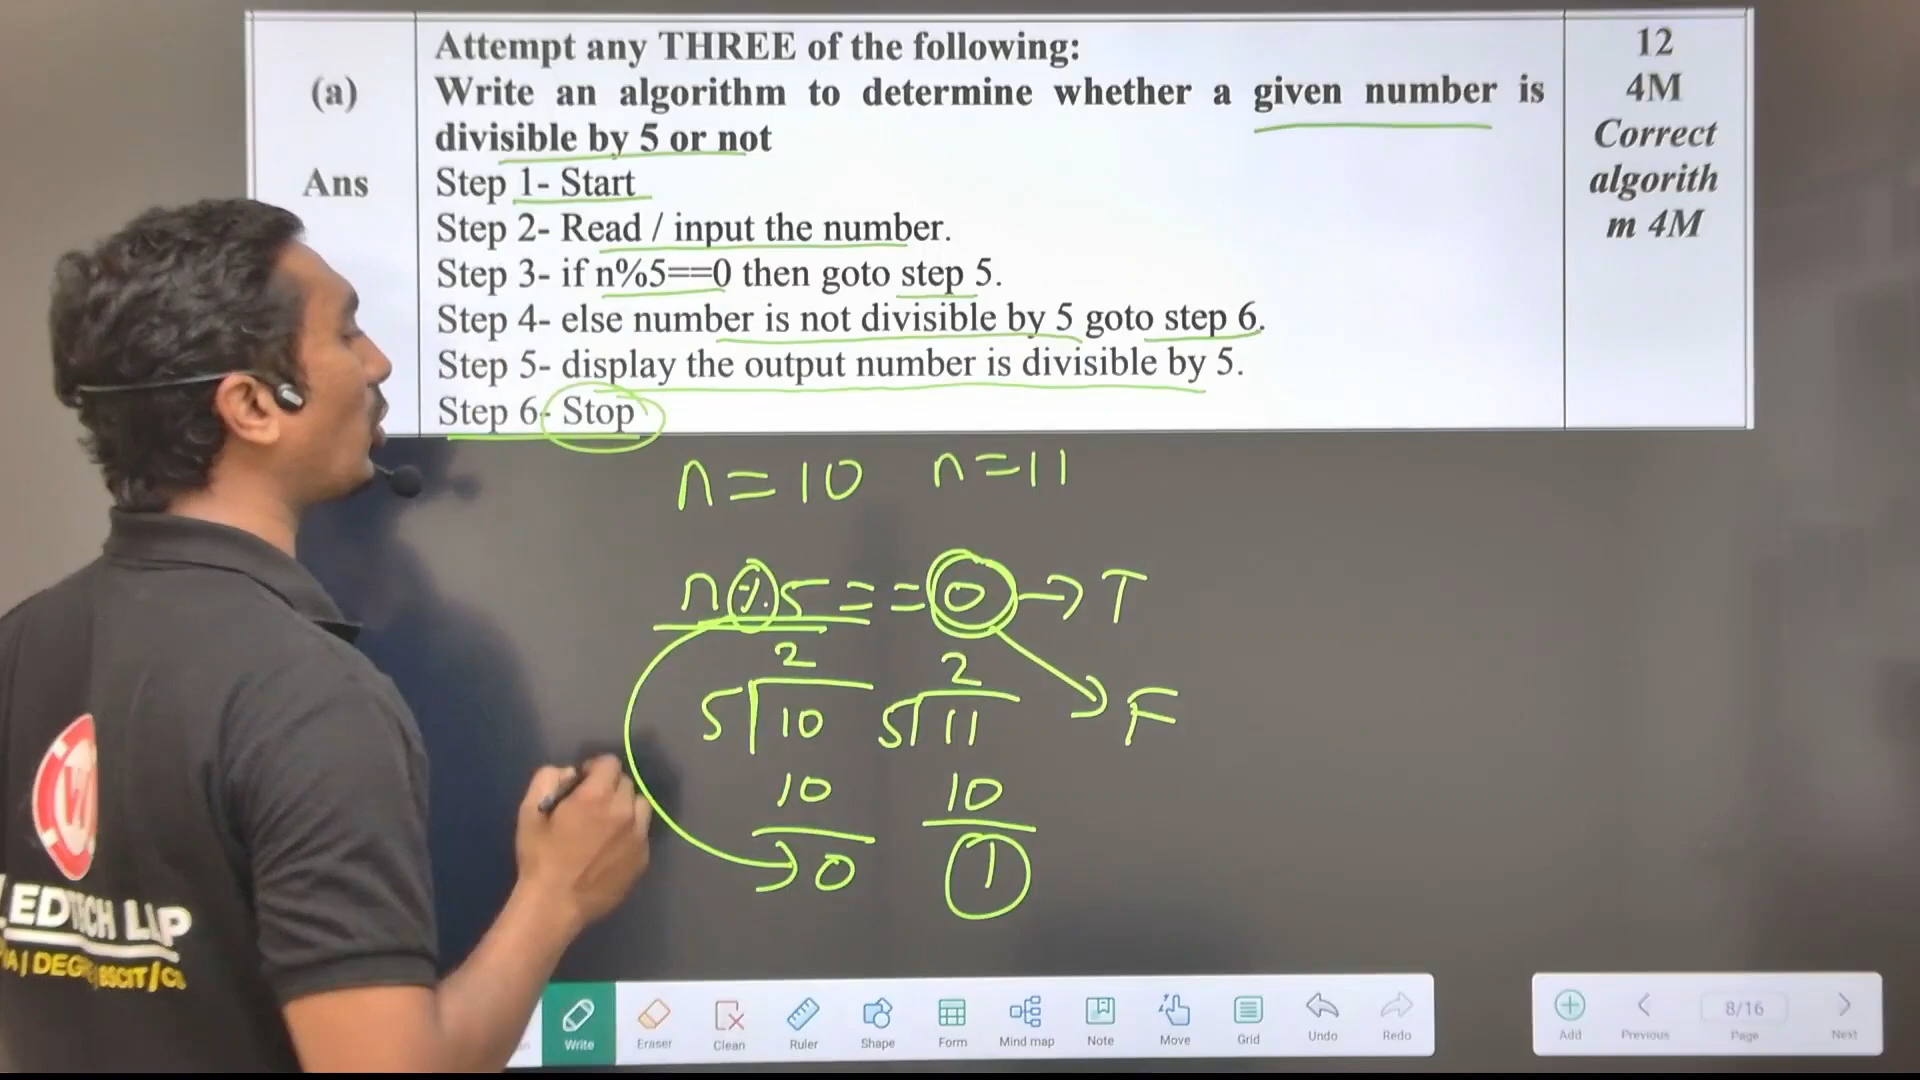 Attempt any THREE of the following:
12
(a)
Write an algorithm to determine whether a given number is
divisible by 5 or not
4M
Correct
algorith
m 4M
Ans
Step 1- Start
Step 2- Read / input the number.
Step 3- if n%5==0 then goto step 5.
Step 4- else number is not divisible by 5 goto step 6.
Step 5- display the output number is divisible by 5.
Step 6- Stop
n=10 n=11
n%5==0 → T
F
2
5 10
10
0
2
5 11
10
1
EDTECH LLP
Write
Eraser
Clean
Ruler
Shape
Form
Mind map
Note
Move
Grid
Undo
Redo
Add
Previous
8/16
Page
Next